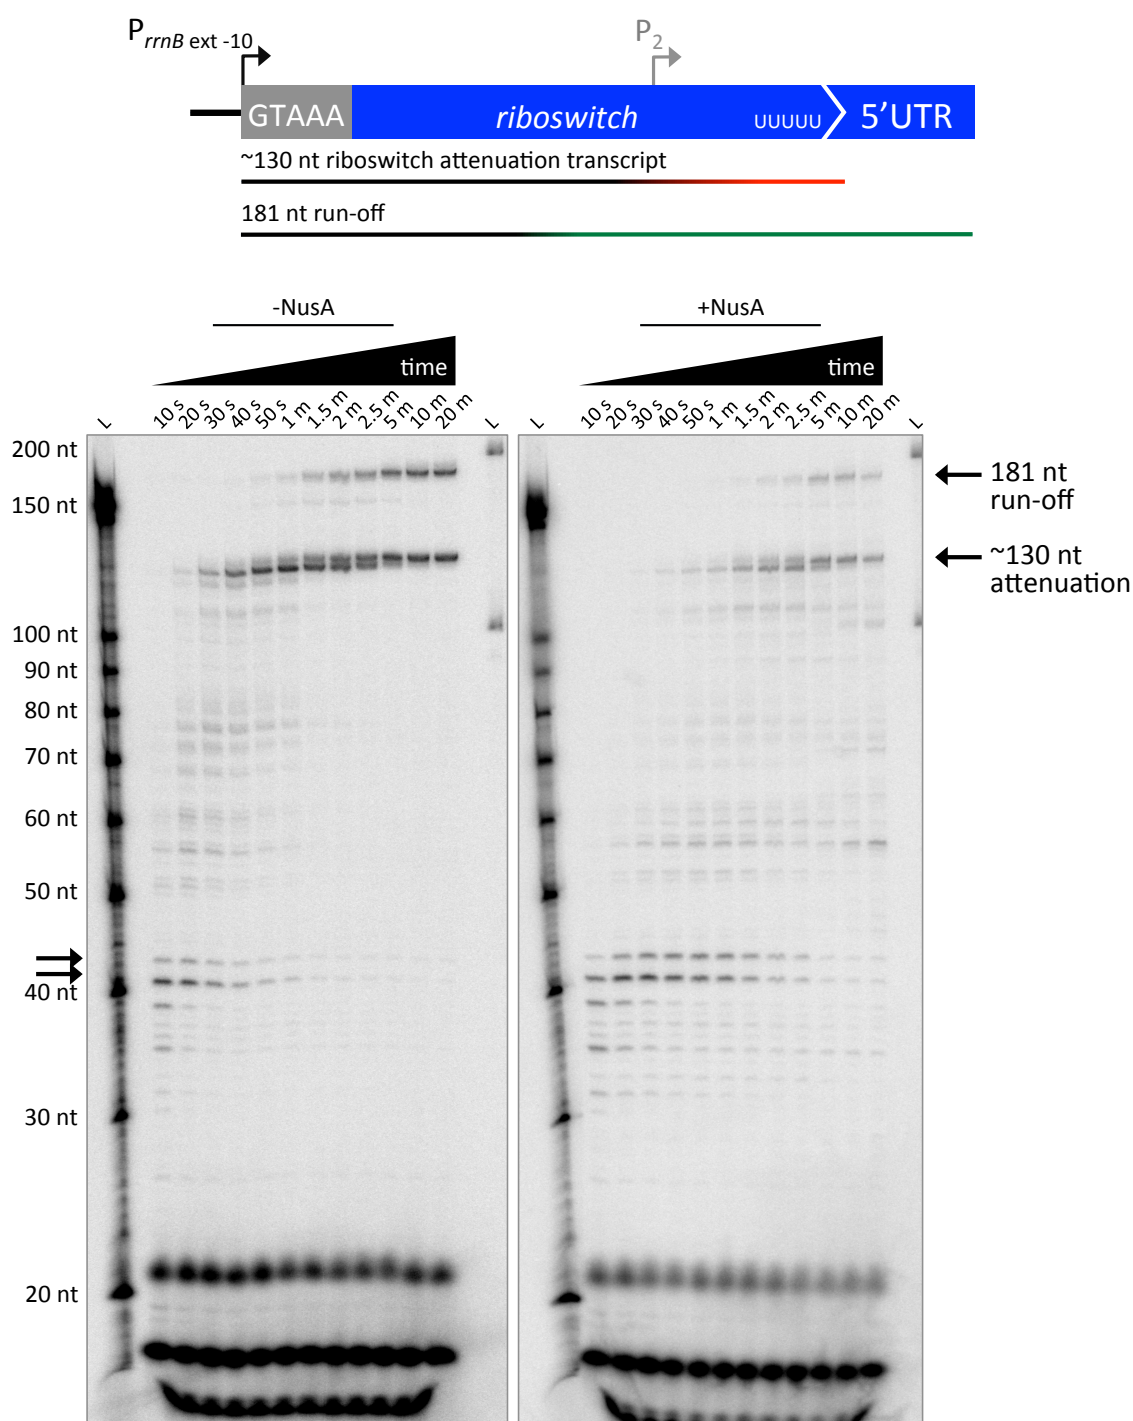 PrrnB ext -10
P2
GTAAA riboswitch UUUUU 5'UTR
~130 nt riboswitch attenuation transcript
181 nt run-off
-NusA +NusA
time time
L 10 s 20 s 30 s 40 s 50 s 1 m 1.5 m 2 m 2.5 m 5 m 10 m 20 m L
L 10 s 20 s 30 s 40 s 50 s 1 m 1.5 m 2 m 2.5 m 5 m 10 m 20 m L
200 nt
150 nt
100 nt
90 nt
80 nt
70 nt
60 nt
50 nt
40 nt
30 nt
20 nt
181 nt
run-off
~130 nt
attenuation